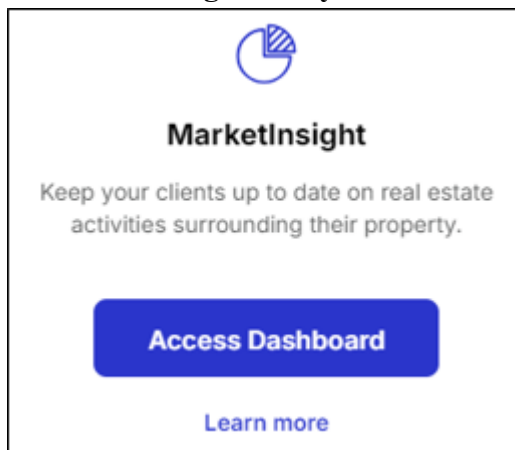 MarketInsight
Keep your clients up to date on real estate
activities surrounding their property.
Access Dashboard
Learn more